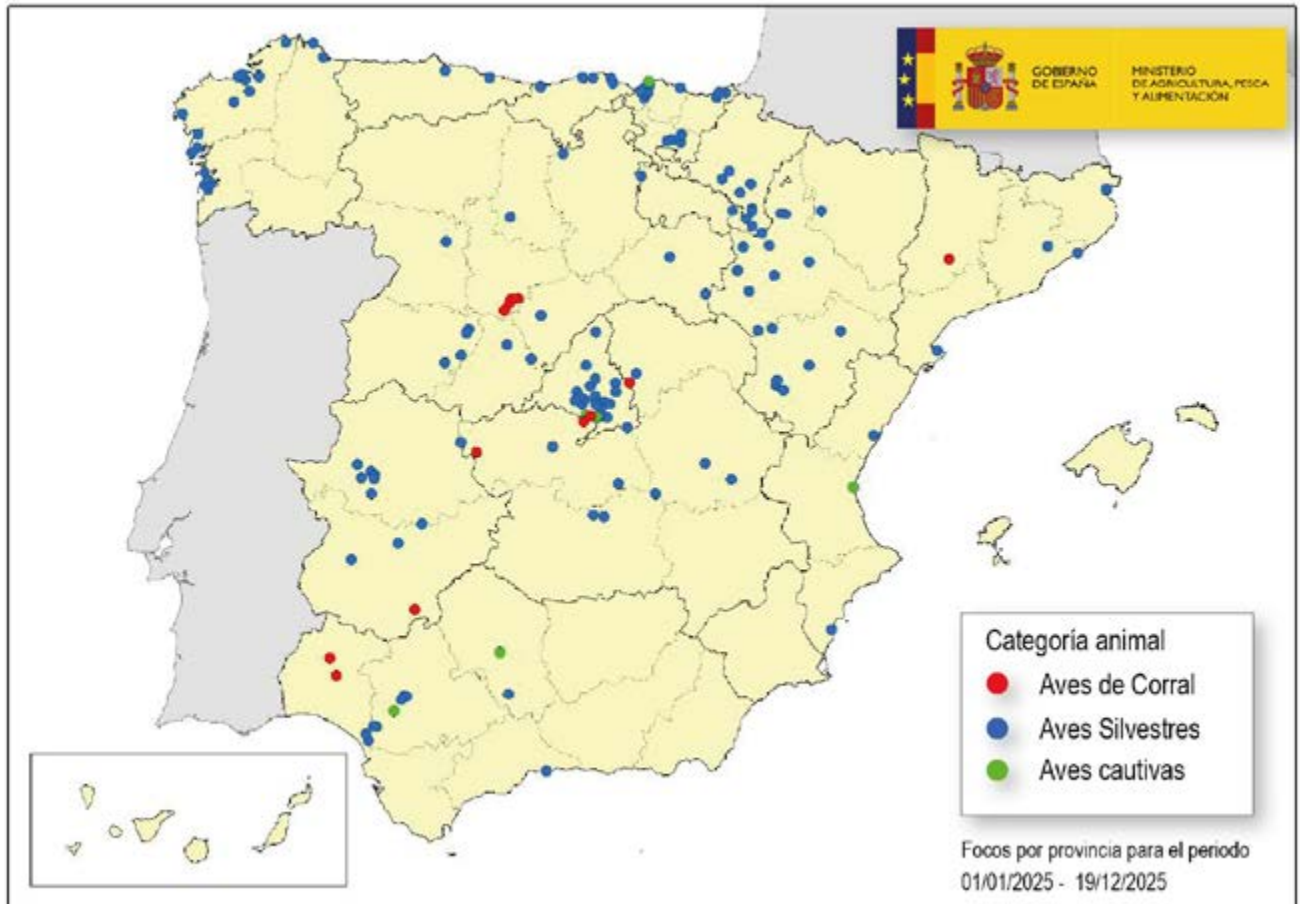 GOBIERNO
DE ESPAÑA
MINISTERIO
DE AGRICULTURA, PESCA
Y ALIMENTACIÓN
Categoría animal
Aves de Corral
Aves Silvestres
Aves cautivas
Focos por provincia para el periodo
01/01/2025 - 19/12/2025